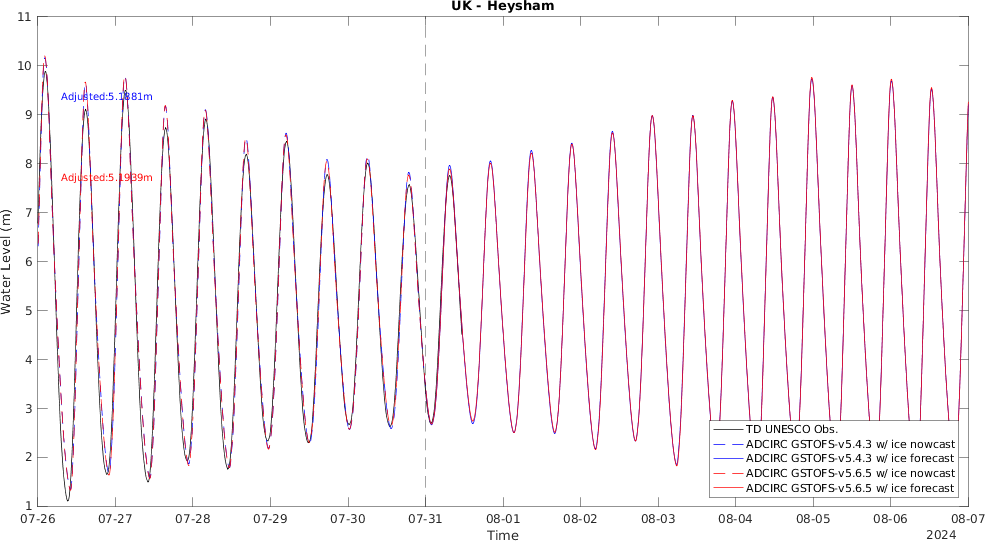 UK - Heysham
11
10
9
8
7
6
5
4
3
2
1
Water Level (m)
Adjusted:5.1881m
Adjusted:5.1939m
TD UNESCO Obs.
ADCIRC GSTOFS-v5.4.3 w/ ice nowcast
ADCIRC GSTOFS-v5.4.3 w/ ice forecast
ADCIRC GSTOFS-v5.6.5 w/ ice nowcast
ADCIRC GSTOFS-v5.6.5 w/ ice forecast
07-26 07-27 07-28 07-29 07-30 07-31 08-01 08-02 08-03 08-04 08-05 08-06 08-07
Time
2024